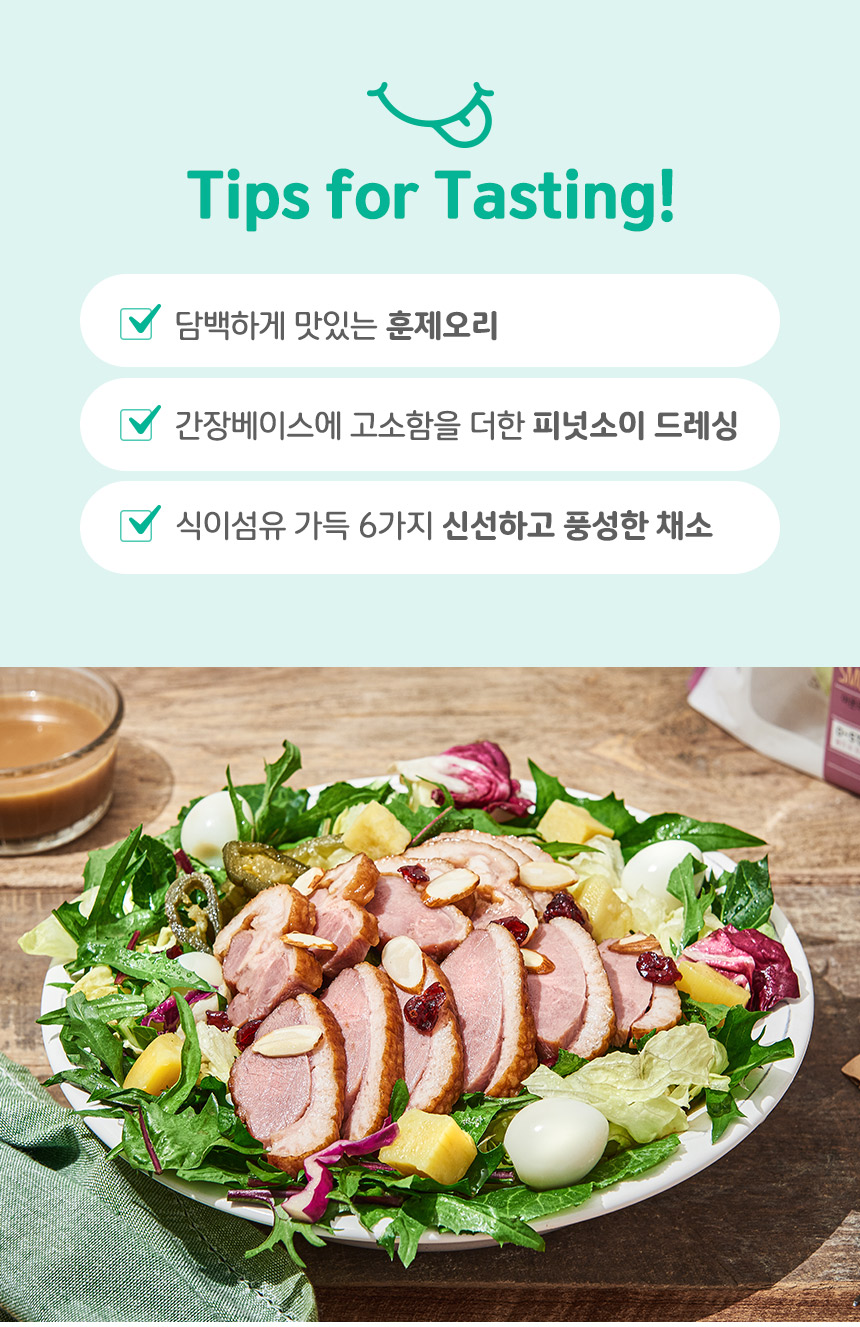 Tips for Tasting!
담백하게 맛있는 훈제오리
간장베이스에 고소함을 더한 피넛소이 드레싱
식이섬유 가득 6가지 신선하고 풍성한 채소